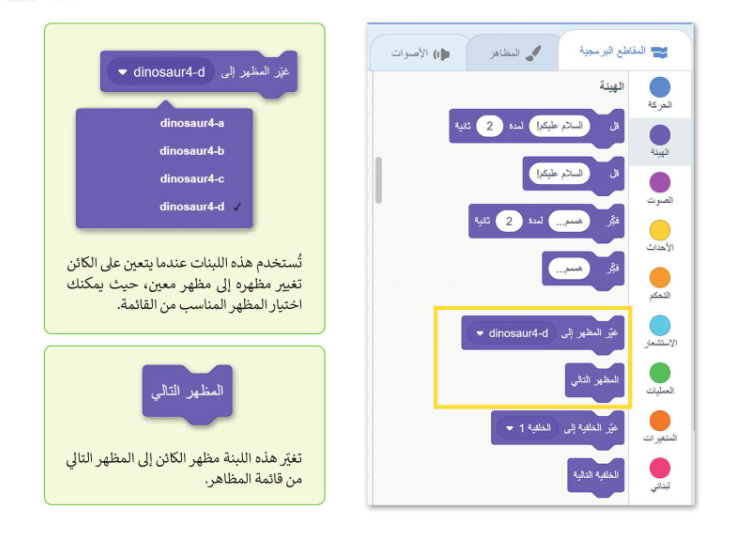 المقاطع البرمجية
المظاهر
الأصوات
الحركة
الهيئة
الصوت
الأحداث
التحكم
الاستشعار
العمليات
المتغيرات
لبناتي
الهيئة
قل السلام عليكم! لمدة 2 ثانية
قل السلام عليكم!
فكِّر همممم... لمدة 2 ثانية
فكِّر همممم...
غيّر المظهر إلى dinosaur4-d
المظهر التالي
غيّر الخلفية إلى الخلفية 1
الخلفية التالية
غيّر المظهر إلى dinosaur4-d
dinosaur4-a
dinosaur4-b
dinosaur4-c
dinosaur4-d ✓
تُستخدم هذه اللبنات عندما يتعين على الكائن
تغيير مظهره إلى مظهر معين، حيث يمكنك
اختيار المظهر المناسب من القائمة.
المظهر التالي
تغيّر هذه اللبنة مظهر الكائن إلى المظهر التالي
من قائمة المظاهر.